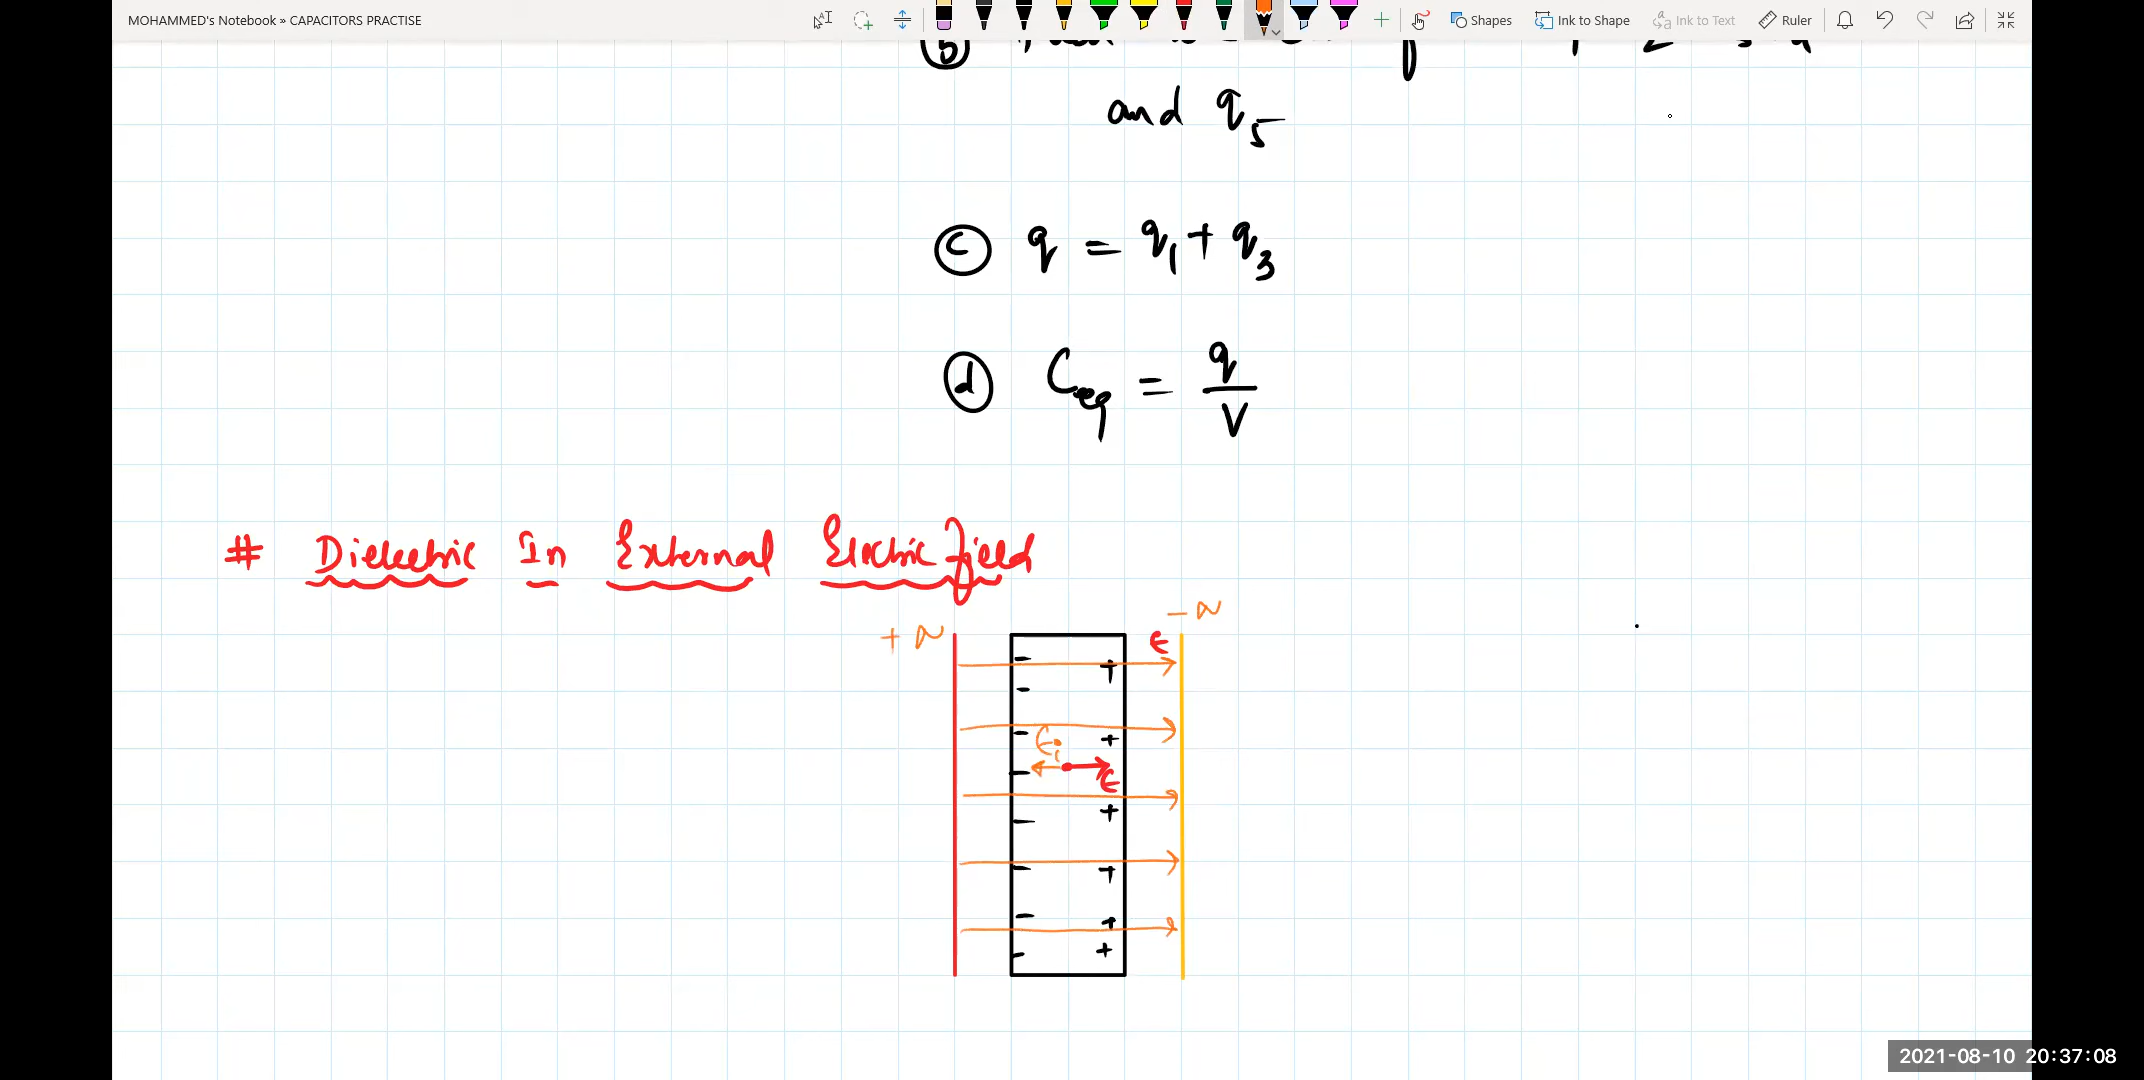 MOHAMMED's Notebook » CAPACITORS PRACTISE
Shapes
Ink to Shape
Ink to Text
Ruler
b
and q5
c q = q1 + q3
d Ceq = q/V
# Dielectric In External Electric field
+ ~
- ~
E
+
+
Ei
E
+
+
+
+
2021-08-10 20:37:08